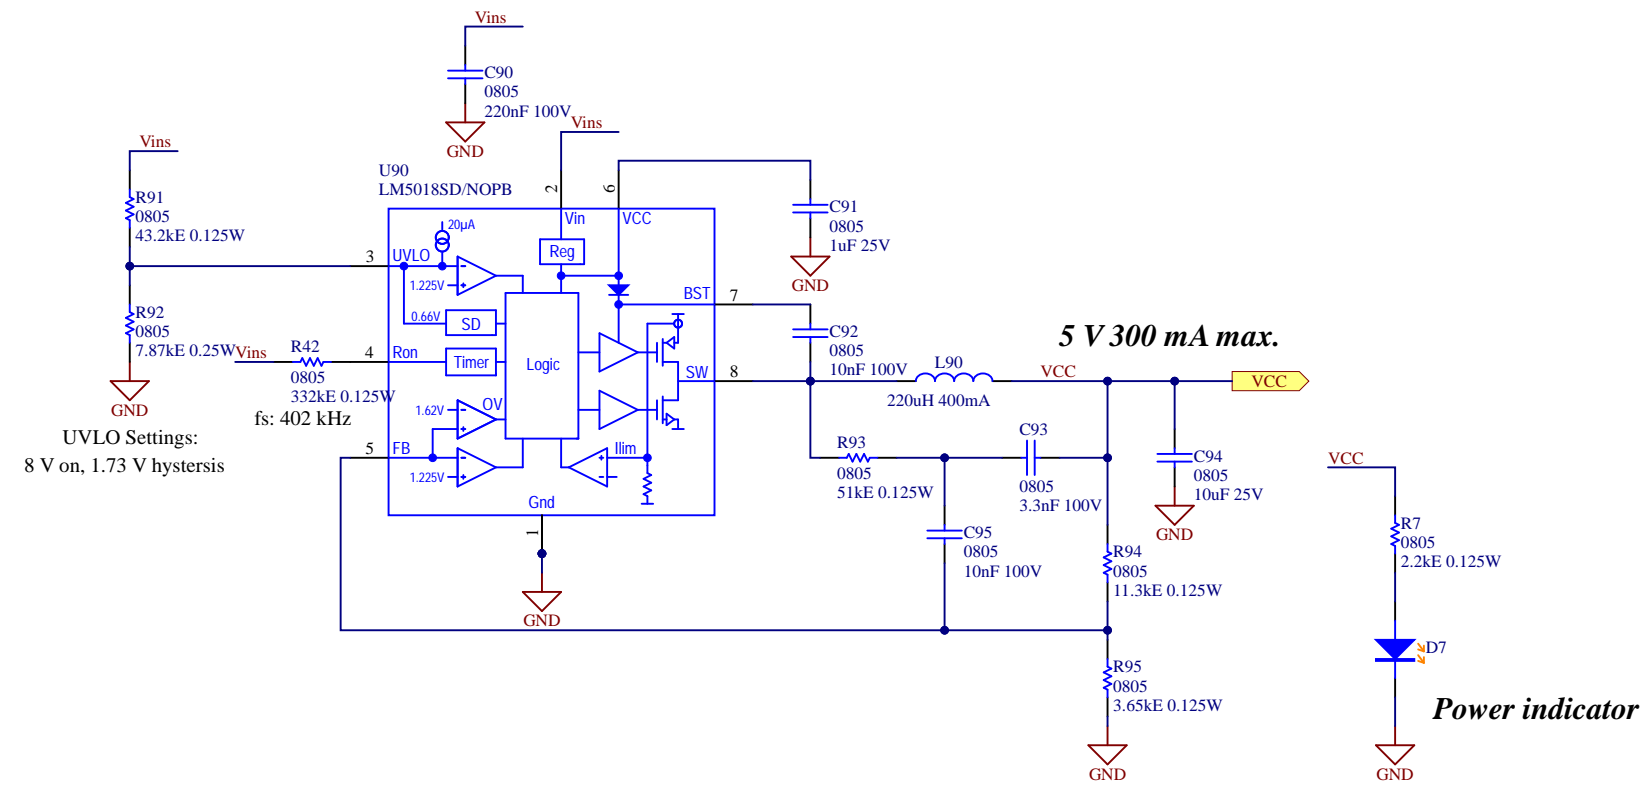 Vins
C90
0805
220nF 100V
GND
Vins
R91
0805
43.2kE 0.125W
R92
0805
7.87kE 0.25W
GND
UVLO Settings:
8 V on, 1.73 V hystersis
Vins
R42
0805
332kE 0.125W
fs: 402 kHz
U90
LM5018SD/NOPB
Vins
2
6
3
4
5
1
7
8
Vin
VCC
20µA
UVLO
1.225V
Reg
0.66V
SD
Ron
Timer
Logic
BST
SW
1.62V
OV
FB
1.225V
Ilim
Gnd
GND
C91
0805
1uF 25V
GND
C92
0805
10nF 100V
5 V 300 mA max.
L90
220uH 400mA
VCC
VCC
R93
0805
51kE 0.125W
C93
0805
3.3nF 100V
C94
0805
10uF 25V
GND
C95
0805
10nF 100V
R94
0805
11.3kE 0.125W
R95
0805
3.65kE 0.125W
GND
VCC
R7
0805
2.2kE 0.125W
D7
Power indicator
GND